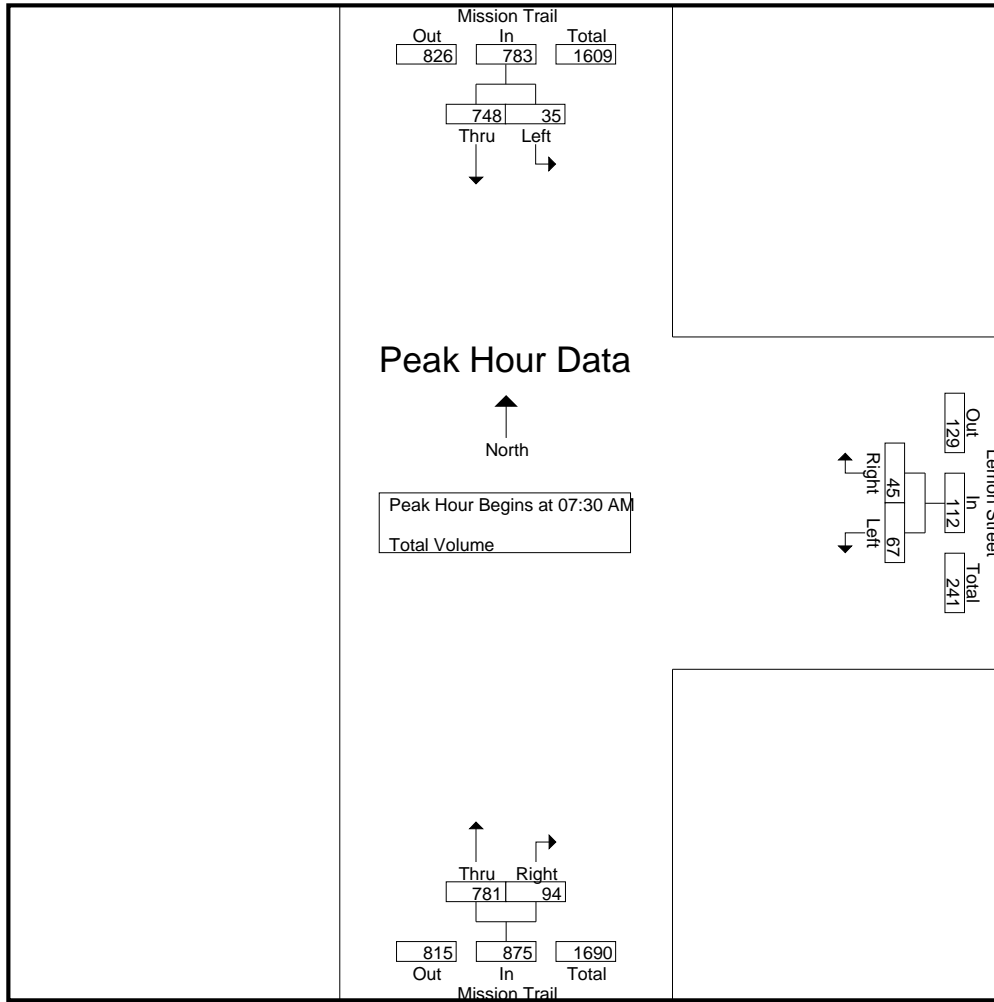 Mission Trail
Out In Total
826 783 1609
748 35
Thru Left
Peak Hour Data
North
Peak Hour Begins at 07:30 AM
Total Volume
Lemon Street
Out In Total
129 112 241
Right Left
45 67
Thru Right
781 94
815 875 1690
Out In Total
Mission Trail